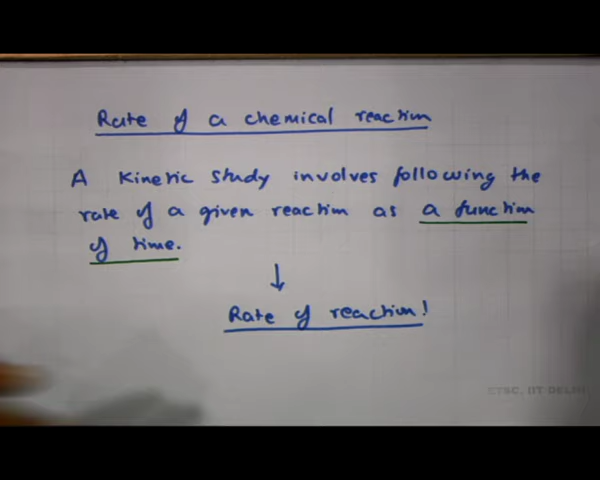 Rate of a chemical reaction
A Kinetic study involves following the
rate of a given reaction as a function
of time.
↓
Rate of reaction!
ETSC, IIT DELHI